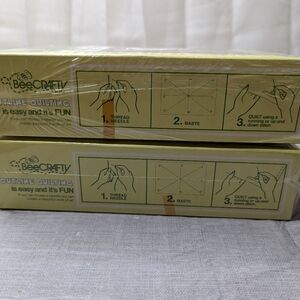 BeeCRAFTY
OUTLINE QUILTING
is easy and it's FUN
1. THREAD
NEEDLE
2. BASTE
3. QUILT using a
running or up and
down stitch
BeeCRAFTY
OUTLINE QUILTING
is easy and it's FUN
1. THREAD
NEEDLE
2. BASTE
3. QUILT using a
running or up and
down stitch